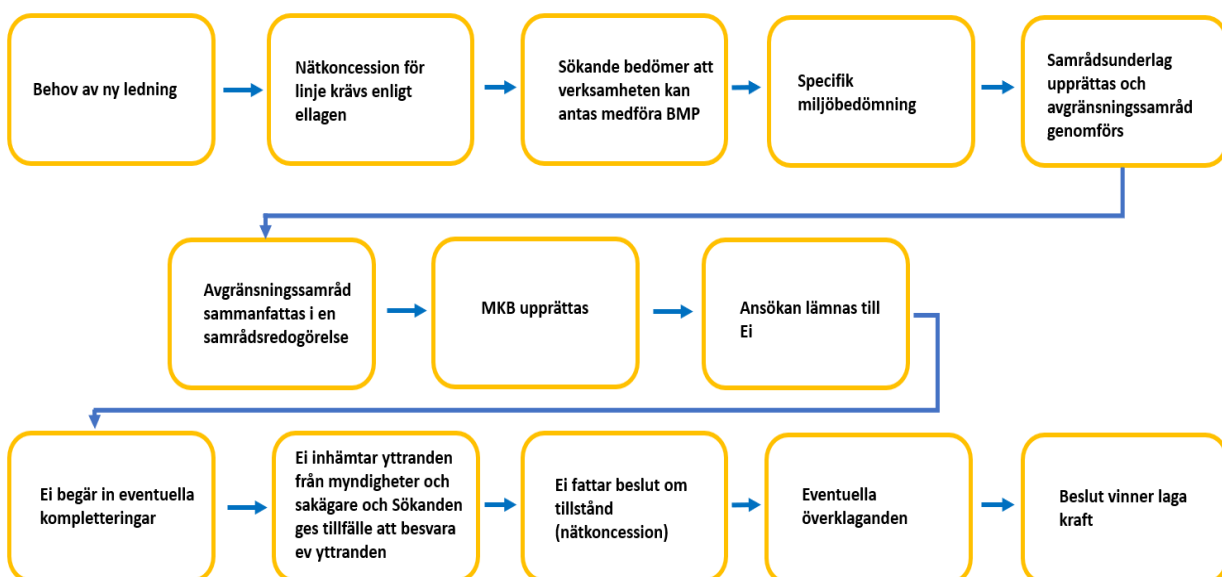 Behov av ny ledning
Nätkoncession för
linje krävs enligt
ellagen
Sökande bedömer att
verksamheten kan
antas medföra BMP
Specifik
miljöbedömning
Samrådsunderlag
upprättas och
avgränsningssamråd
genomförs
Avgränsningssamråd
sammanfattas i en
samrådsredogörelse
MKB upprättas
Ansökan lämnas till
Ei
Ei begär in eventuella
kompletteringar
Ei inhämtar yttranden
från myndigheter och
sakägare och Sökanden
ges tillfälle att besvara
ev yttranden
Ei fattar beslut om
tillstånd
(nätkoncession)
Eventuella
överklaganden
Beslut vinner laga
kraft